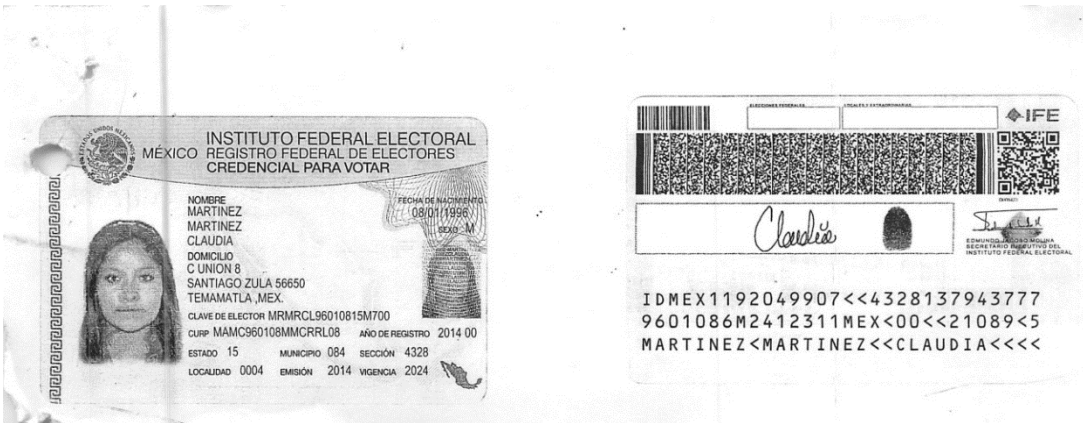 INSTITUTO FEDERAL ELECTORAL
MÉXICO REGISTRO FEDERAL DE ELECTORES
CREDENCIAL PARA VOTAR
NOMBRE
MARTINEZ
MARTINEZ
CLAUDIA
FECHA DE NACIMIENTO
08/01/1996
SEXO M
DOMICILIO
C UNION 8
SANTIAGO ZULA 56650
TEMAMATLA ,MEX.
CLAVE DE ELECTOR MRMRCL96010815M700
CURP MAMC960108MMCRRL08 AÑO DE REGISTRO 2014 00
ESTADO 15 MUNICIPIO 084 SECCIÓN 4328
LOCALIDAD 0004 EMISIÓN 2014 VIGENCIA 2024
ELECCIONES FEDERALES LOCALES Y EXTRAORDINARIAS
IFE
Claudia
EDMUNDO JACOBO MOLINA
SECRETARIO EJECUTIVO DEL
INSTITUTO FEDERAL ELECTORAL
IDMEX1192049907<<4328137943777
9601086M2412311MEX<00<<21089<5
MARTINEZ<MARTINEZ<<CLAUDIA<<<<